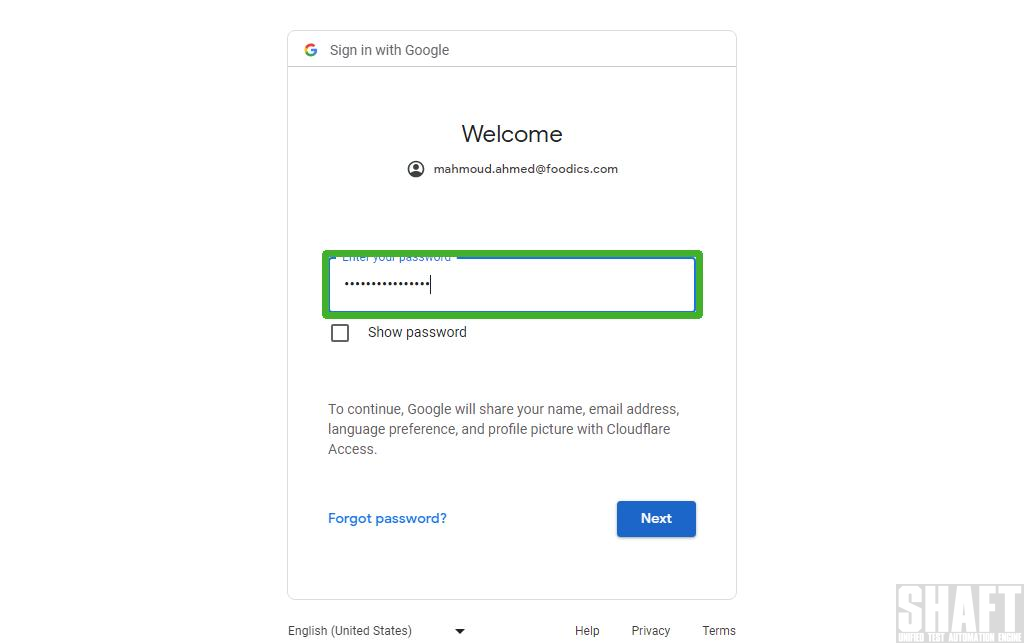 Sign in with Google
Welcome
mahmoud.ahmed@foodics.com
Enter your password
••••••••••••••••
Show password
To continue, Google will share your name, email address,
language preference, and profile picture with Cloudflare
Access.
Forgot password?
Next
English (United States)
Help
Privacy
Terms
SHAFT
UNIFIED TEST AUTOMATION ENGINE